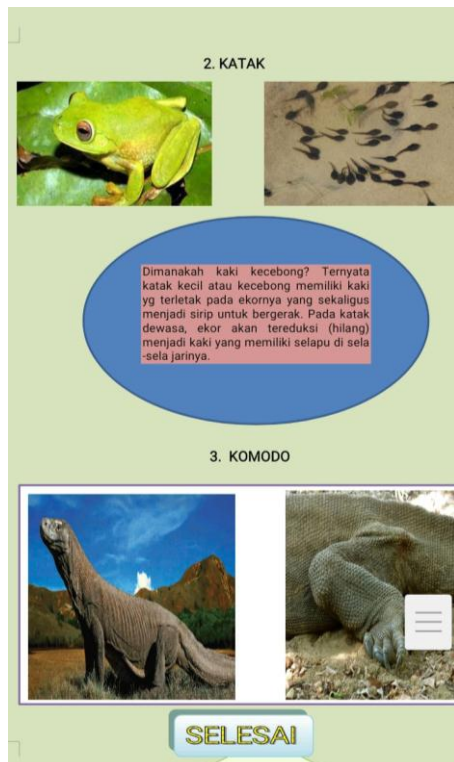 2. KATAK
Dimanakah kaki kecebong? Ternyata
katak kecil atau kecebong memiliki kaki
yg terletak pada ekornya yang sekaligus
menjadi sirip untuk bergerak. Pada katak
dewasa, ekor akan tereduksi (hilang)
menjadi kaki yang memiliki selapu di sela
-sela jarinya.
3. KOMODO
SELESAI